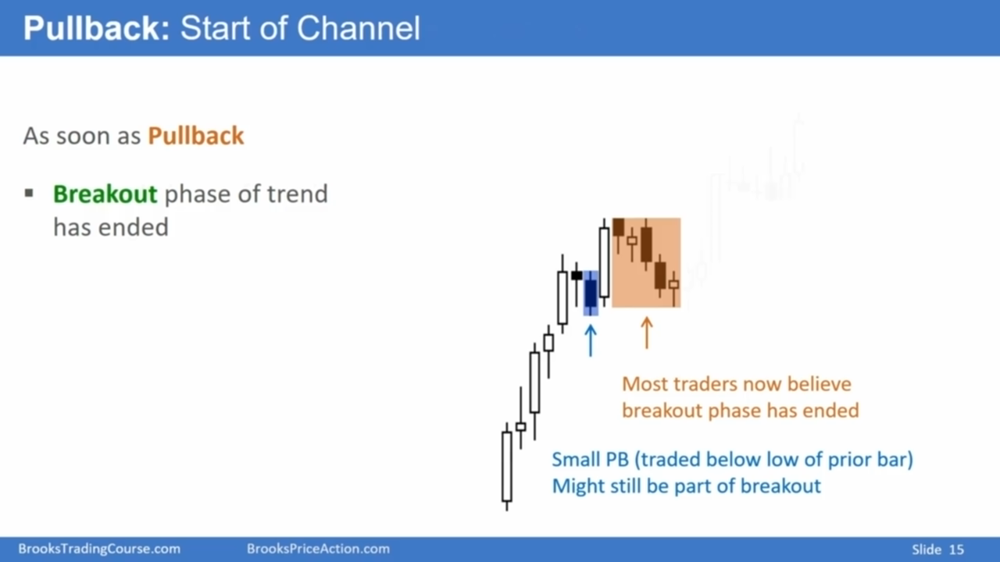 Pullback: Start of Channel
As soon as Pullback
▪ Breakout phase of trend
has ended
Most traders now believe
breakout phase has ended
Small PB (traded below low of prior bar)
Might still be part of breakout
BrooksTradingCourse.com
BrooksPriceAction.com
Slide 15